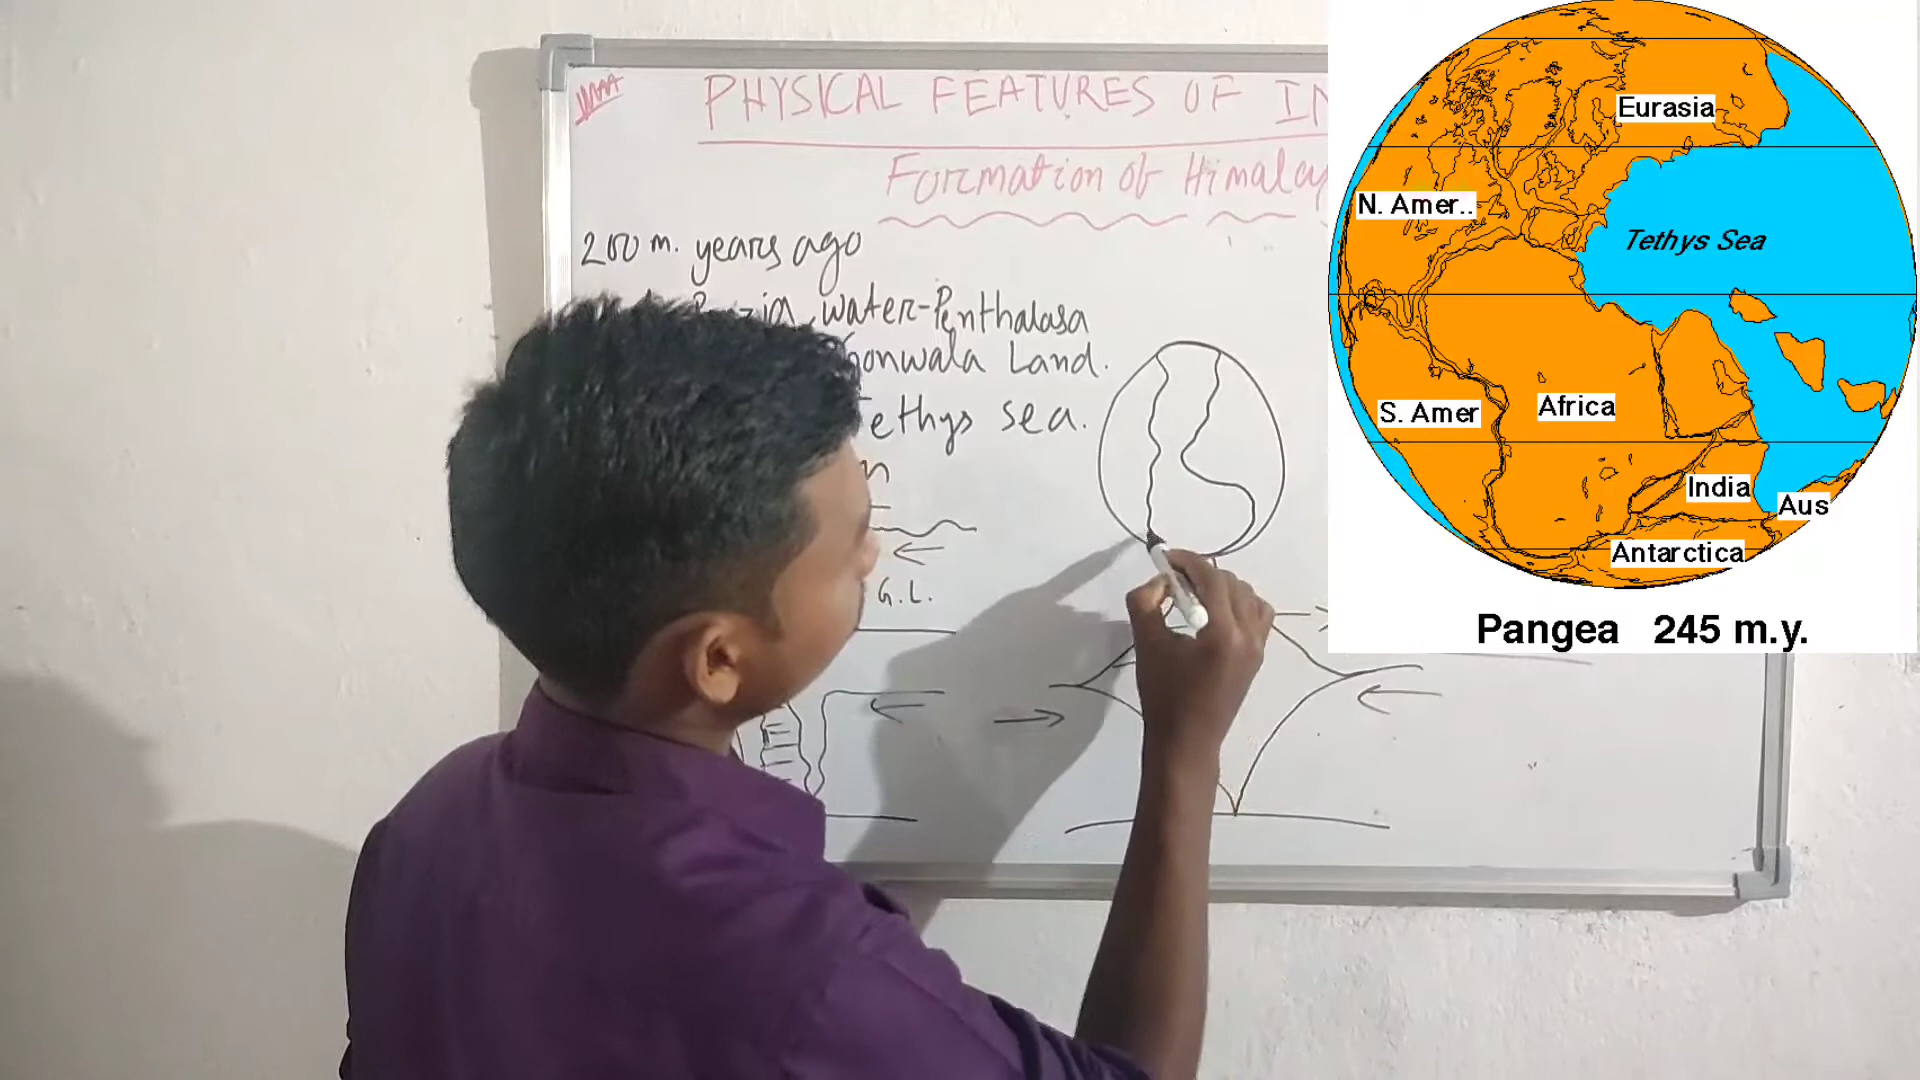 PHYSICAL FEATURES OF IN
Formation of Himalay
200 m. years ago
water-Penthalasa
Gonwala Land.
Tethys sea.
n
G.L.
Eurasia
N. Amer..
Tethys Sea
S. Amer
Africa
India
Aus
Antarctica
Pangea 245 m.y.